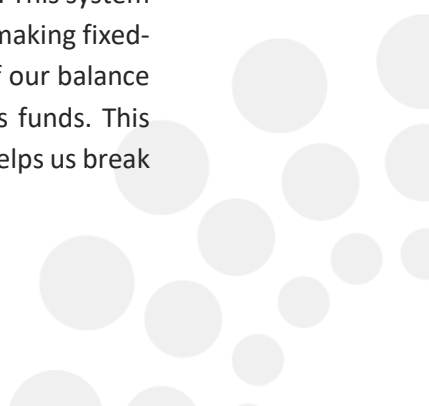 . This system
making fixed-
f our balance
s funds. This
elps us break